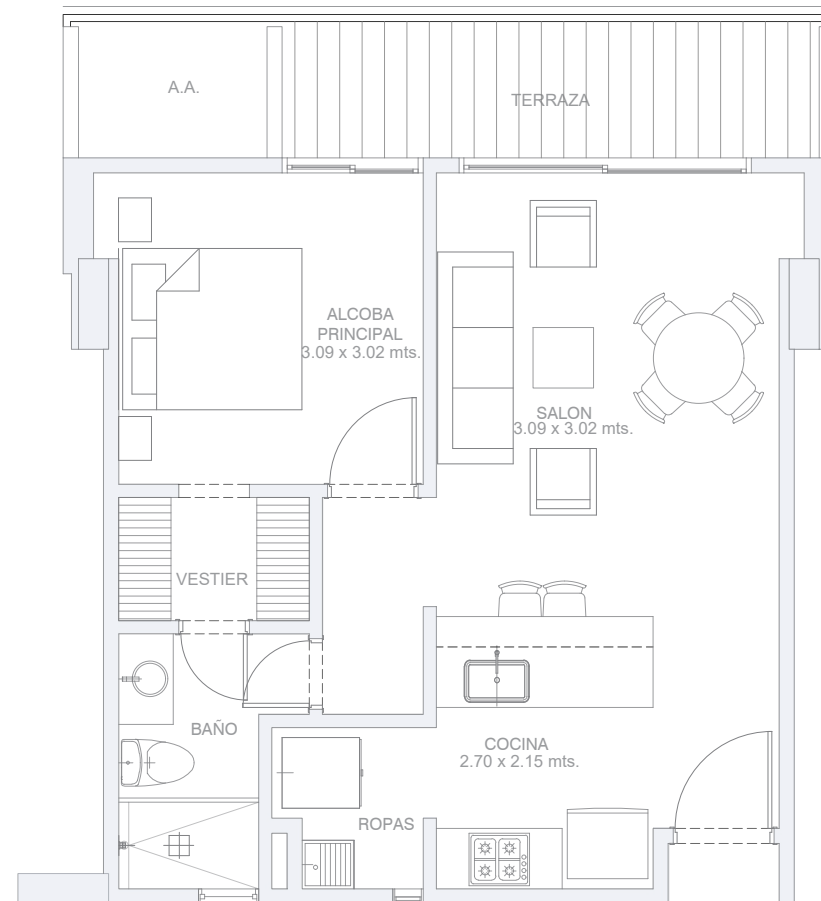 A.A.
TERRAZA
ALCOBA
PRINCIPAL
3.09 x 3.02 mts.
SALON
3.09 x 3.02 mts.
VESTIER
BAÑO
COCINA
2.70 x 2.15 mts.
ROPAS